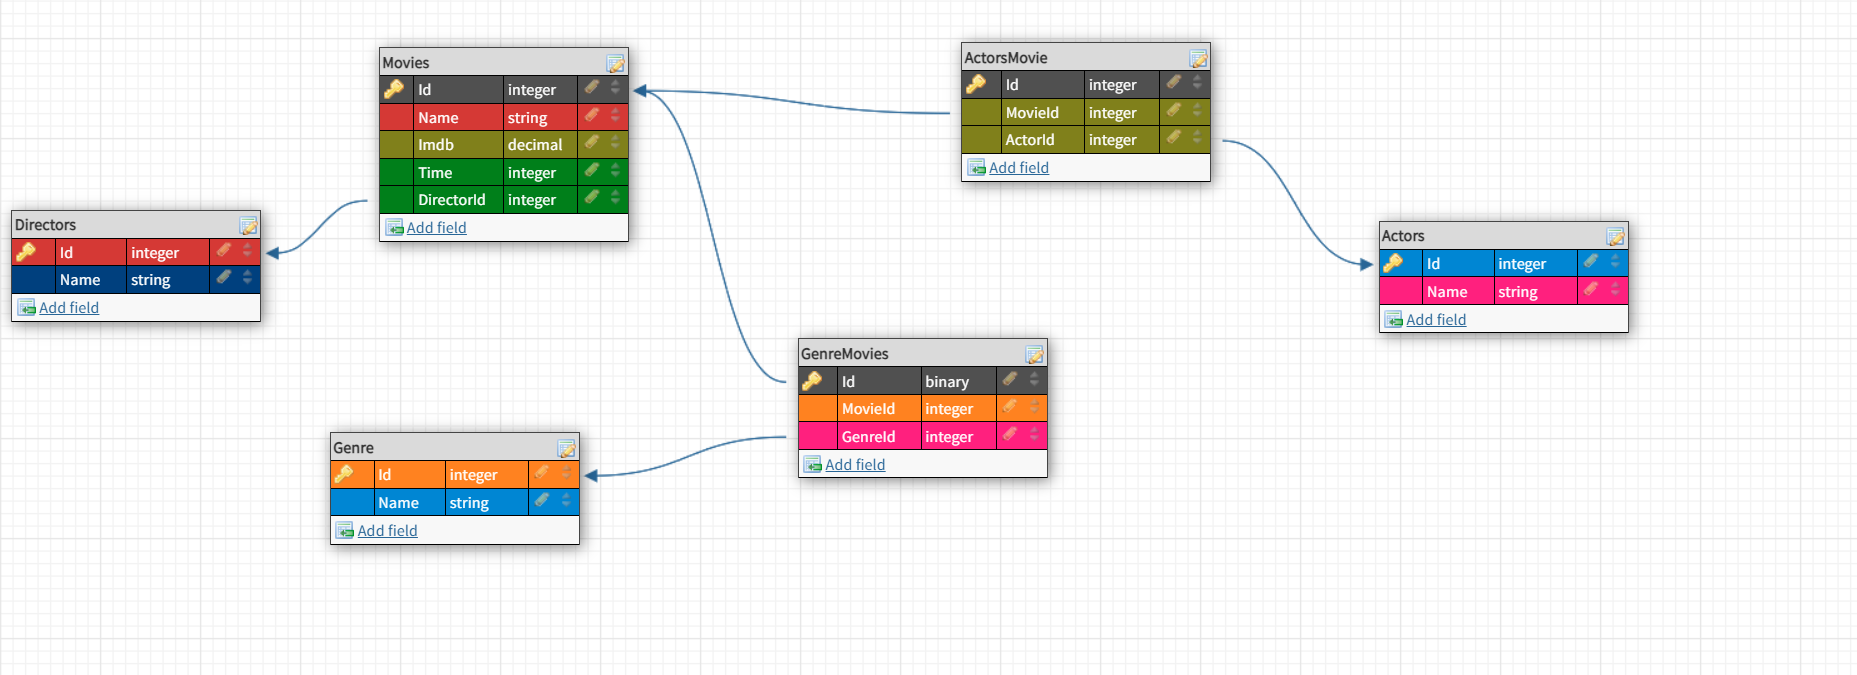 Movies
Id integer
Name string
Imdb decimal
Time integer
DirectorId integer
Add field
ActorsMovie
Id integer
MovieId integer
ActorId integer
Add field
Directors
Id integer
Name string
Add field
Actors
Id integer
Name string
Add field
GenreMovies
Id binary
MovieId integer
GenreId integer
Add field
Genre
Id integer
Name string
Add field